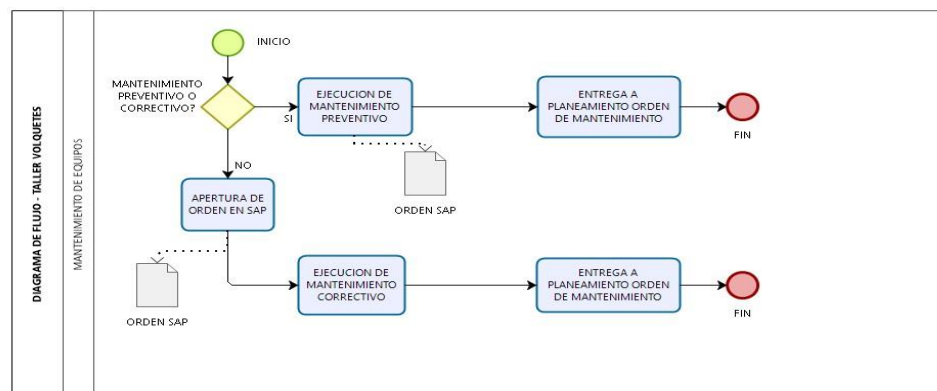 DIAGRAMA DE FLUJO - TALLER VOLQUETES
MANTENIMIENTO DE EQUIPOS
INICIO
MANTENIMIENTO
PREVENTIVO O
CORRECTIVO?
SI
EJECUCION DE
MANTENIMIENTO
PREVENTIVO
ENTREGA A
PLANEAMIENTO ORDEN
DE MANTENIMIENTO
FIN
NO
ORDEN SAP
APERTURA DE
ORDEN EN SAP
ORDEN SAP
EJECUCION DE
MANTENIMIENTO
CORRECTIVO
ENTREGA A
PLANEAMIENTO ORDEN
DE MANTENIMIENTO
FIN